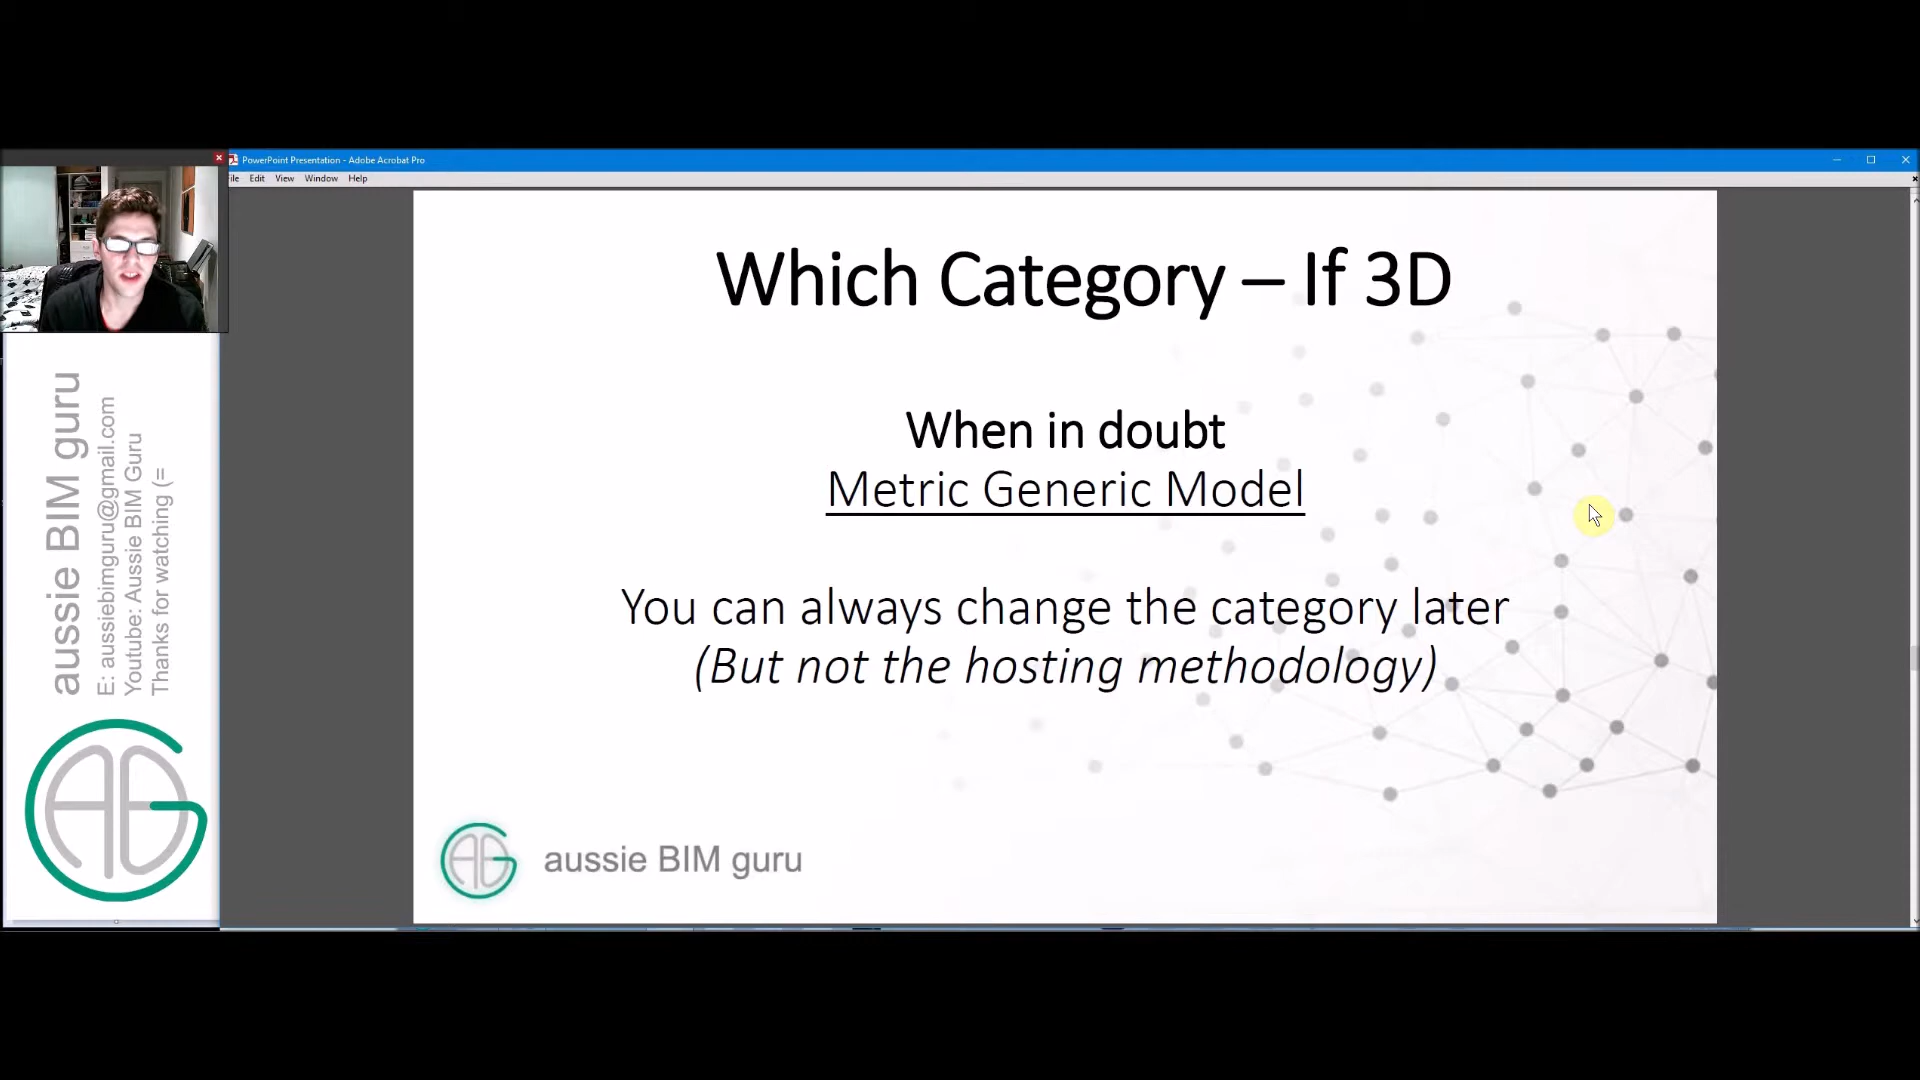 PowerPoint Presentation - Adobe Acrobat Pro
File Edit View Window Help
Which Category – If 3D
When in doubt
Metric Generic Model
You can always change the category later
(But not the hosting methodology)
aussie BIM guru
aussie BIM guru
E: aussiebimguru@gmail.com
Youtube: Aussie BIM Guru
Thanks for watching (=